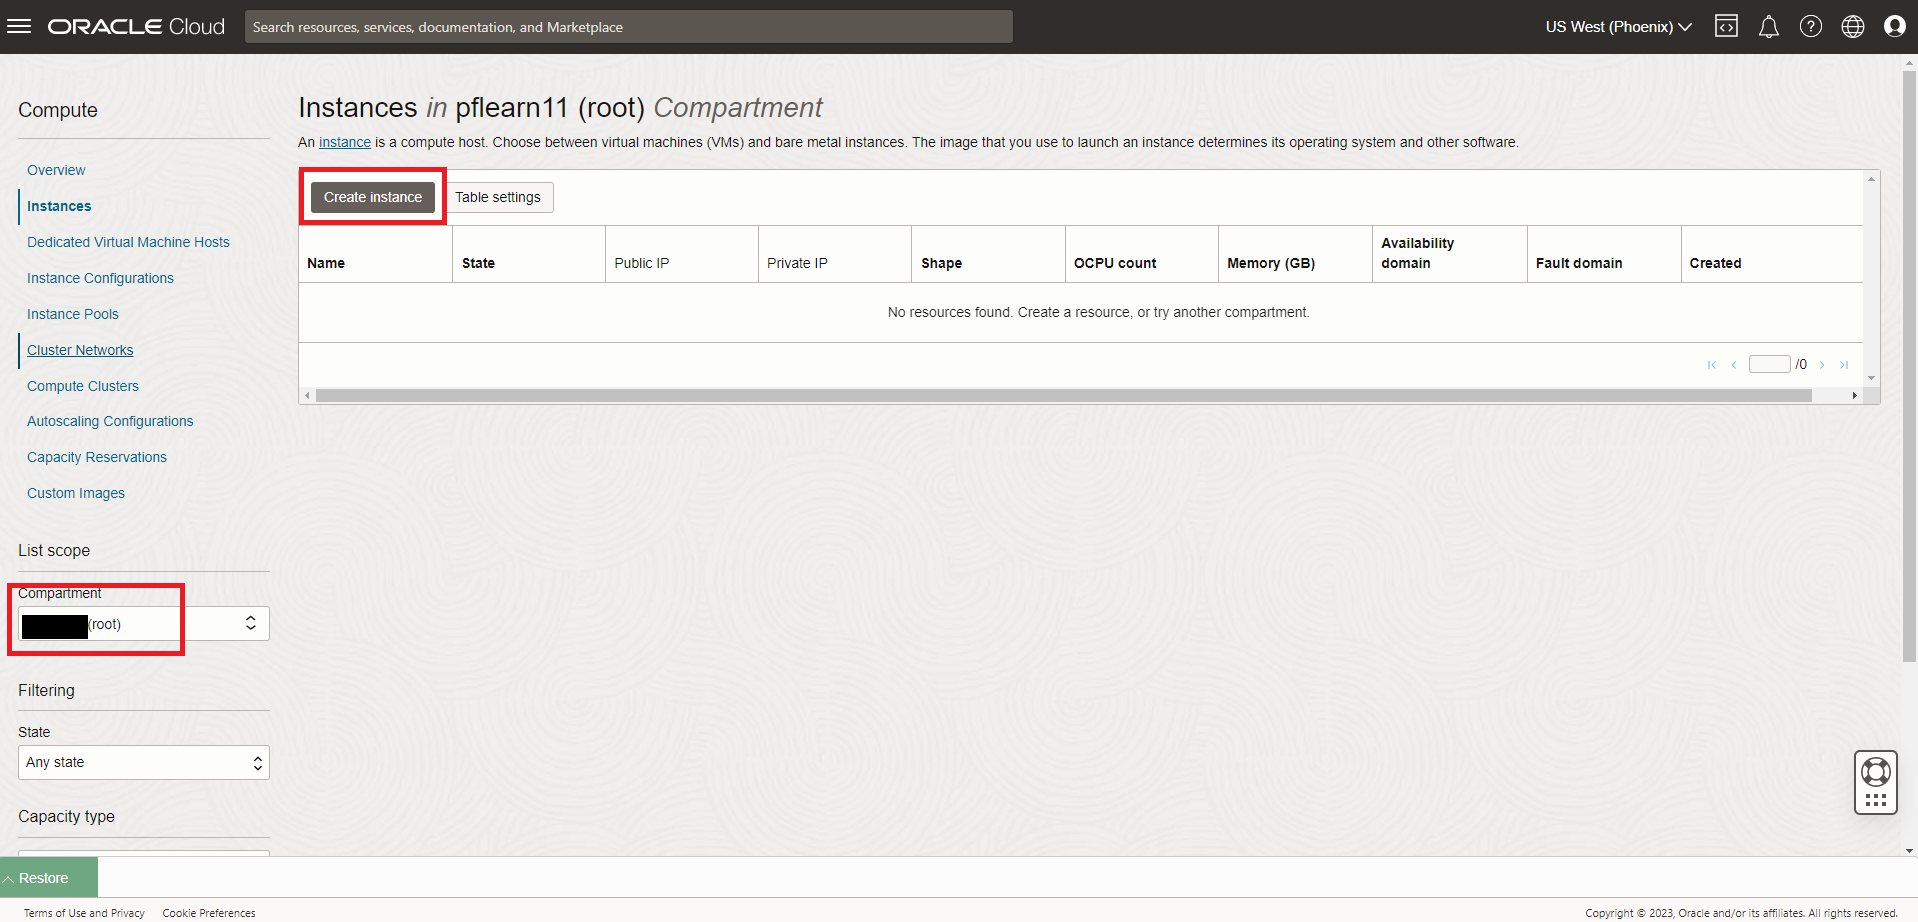 ORACLE Cloud
Search resources, services, documentation, and Marketplace
US West (Phoenix)
Compute
Overview
Instances
Dedicated Virtual Machine Hosts
Instance Configurations
Instance Pools
Cluster Networks
Compute Clusters
Autoscaling Configurations
Capacity Reservations
Custom Images
List scope
Compartment
(root)
Filtering
State
Any state
Capacity type
Instances in pflearn11 (root) Compartment
An instance is a compute host. Choose between virtual machines (VMs) and bare metal instances. The image that you use to launch an instance determines its operating system and other software.
Create instance Table settings
Name State Public IP Private IP Shape OCPU count Memory (GB) Availability domain Fault domain Created
No resources found. Create a resource, or try another compartment.
/0
Restore
Terms of Use and Privacy Cookie Preferences
Copyright © 2023, Oracle and/or its affiliates. All rights reserved.